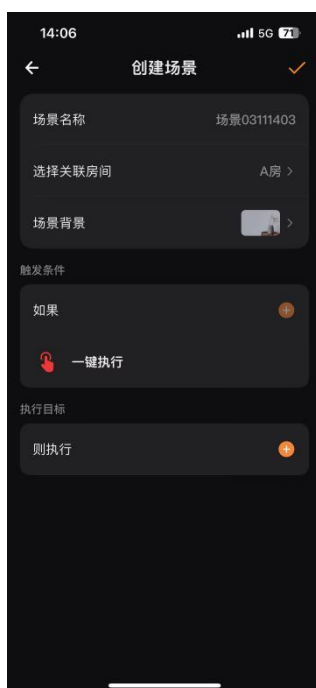 14:06
5G 71
创建场景
场景名称 场景03111403
选择关联房间 A房
场景背景
触发条件
如果
一键执行
执行目标
则执行